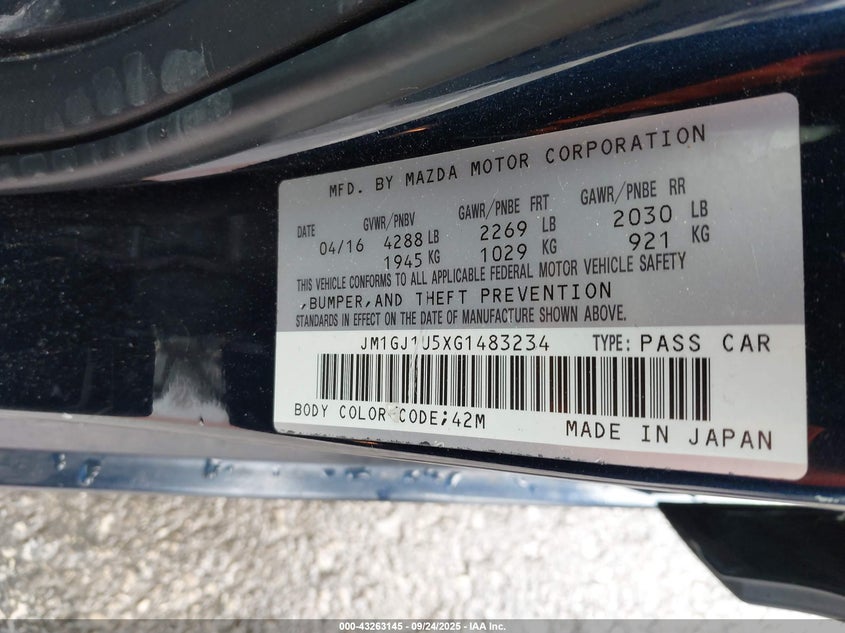 MFD. BY MAZDA MOTOR CORPORATION
DATE GVWR/PNBV GAWR/PNBE FRT GAWR/PNBE RR
04/16 4288 LB 2269 LB 2030 LB
1945 KG 1029 KG 921 KG
THIS VEHICLE CONFORMS TO ALL APPLICABLE FEDERAL MOTOR VEHICLE SAFETY
,BUMPER,AND THEFT PREVENTION
STANDARDS IN EFFECT ON THE DATE OF MANUFACTURE SHOWN ABOVE.
JM1GJ1U5XG1483234 TYPE: PASS CAR
BODY COLOR CODE;42M MADE IN JAPAN
000-43263145 - 09/24/2025 - IAA Inc.